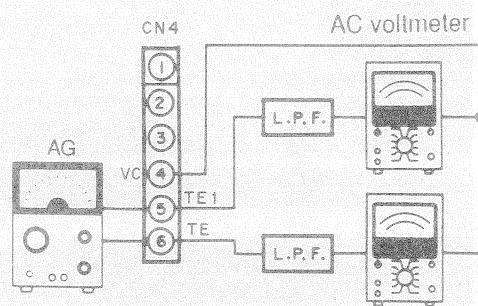 CN4
AC voltmeter
1
2
L.P.F.
3
AG
VC
4
TE1
5
TE
6
L.P.F.